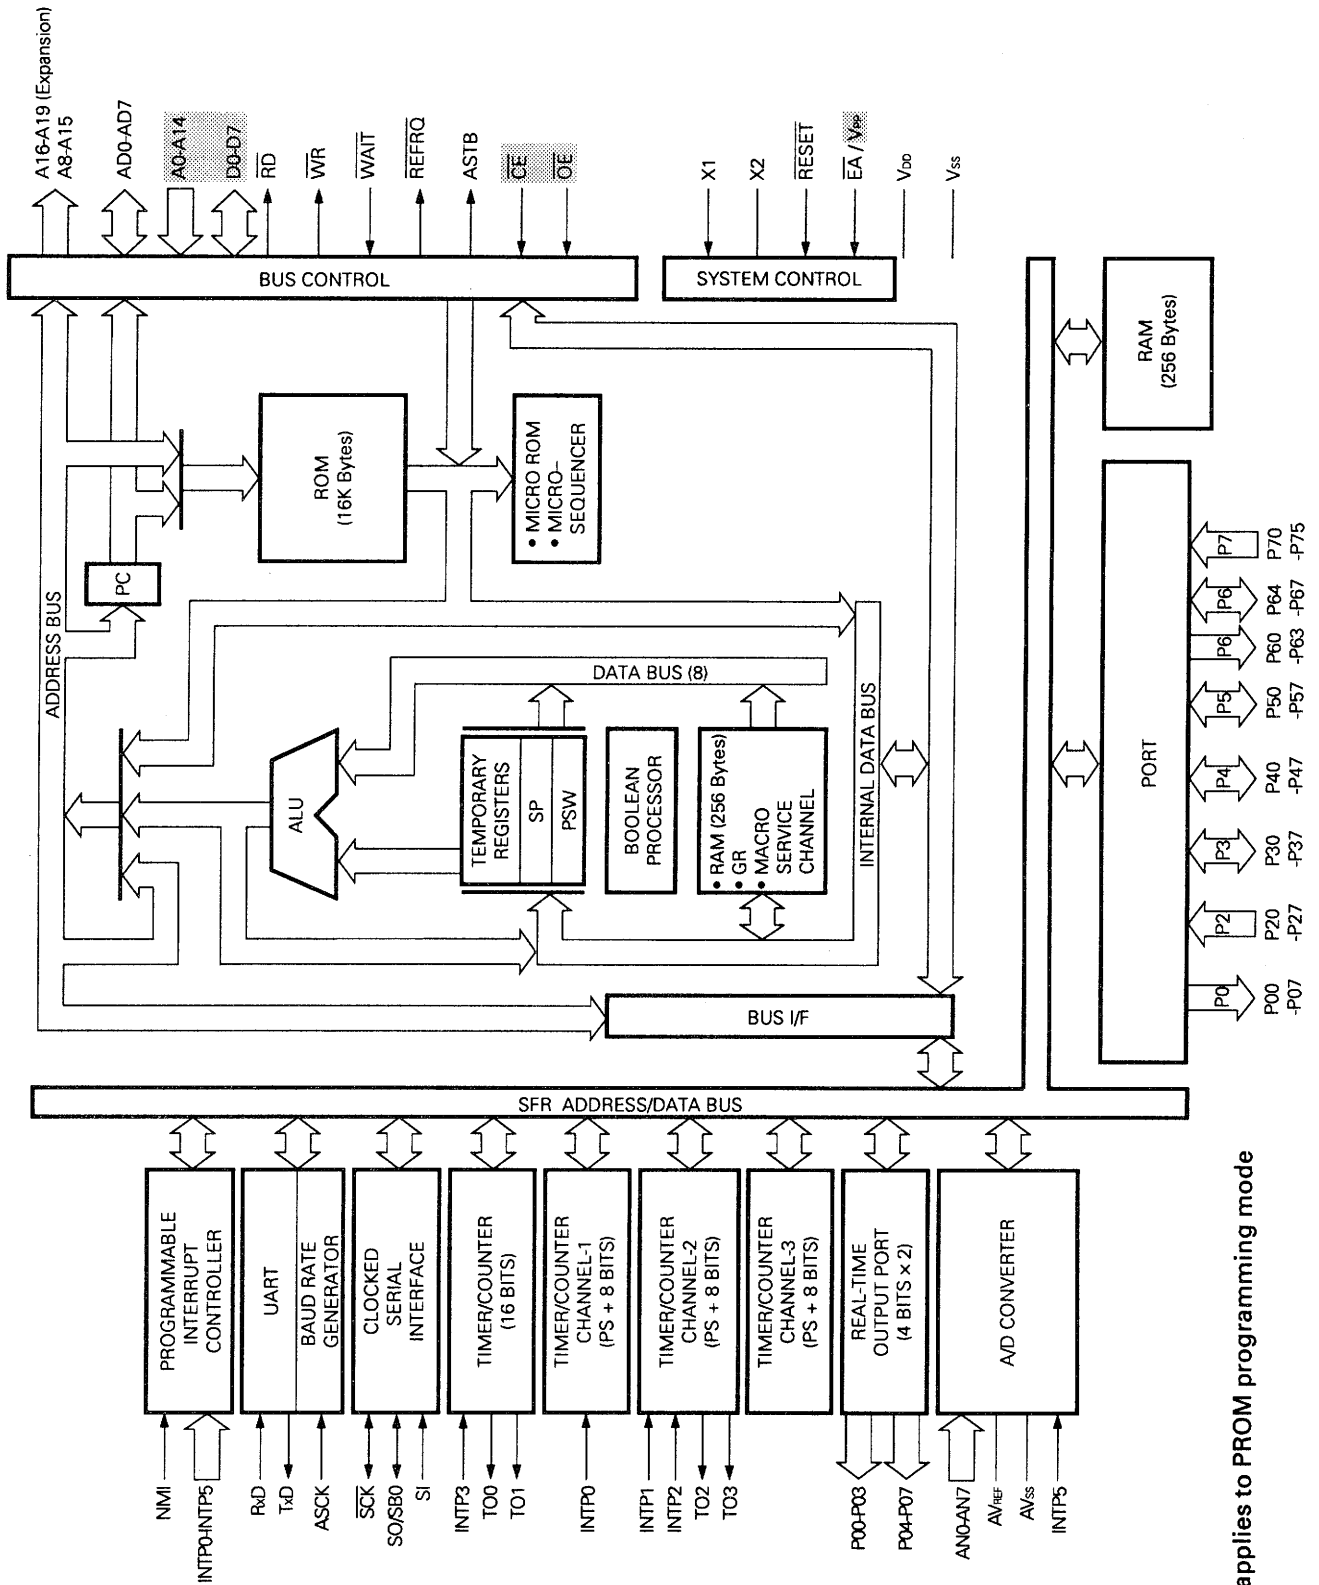 NMI
INTP0-INTP5
RxD
TxD
ASCK
SCK
SO/SB0
SI
INTP3
TO0
TO1
INTP0
INTP1
INTP2
TO2
TO3
P00-P03
P04-P07
AN0-AN7
AVREF
AVSS
INTP5
PROGRAMMABLE
INTERRUPT
CONTROLLER
UART
BAUD RATE
GENERATOR
CLOCKED
SERIAL
INTERFACE
TIMER/COUNTER
(16 BITS)
TIMER/COUNTER
CHANNEL-1
(PS + 8 BITS)
TIMER/COUNTER
CHANNEL-2
(PS + 8 BITS)
TIMER/COUNTER
CHANNEL-3
(PS + 8 BITS)
REAL-TIME
OUTPUT PORT
(4 BITS × 2)
A/D CONVERTER
SFR ADDRESS/DATA BUS
BUS I/F
ADDRESS BUS
ALU
TEMPORARY
REGISTERS
SP
PSW
BOOLEAN
PROCESSOR
• RAM (256 Bytes)
• GR
• MACRO
SERVICE
CHANNEL
DATA BUS (8)
INTERNAL DATA BUS
PC
ROM
(16K Bytes)
• MICRO ROM
• MICRO–
SEQUENCER
BUS CONTROL
A16-A19 (Expansion)
A8-A15
AD0-AD7
A0-A14
D0-D7
RD
WR
WAIT
REFRQ
ASTB
CE
OE
SYSTEM CONTROL
X1
X2
RESET
EA / VPP
VDD
VSS
RAM
(256 Bytes)
PORT
P0
P2
P3
P4
P5
P6
P6
P7
P00
-P07
P20
-P27
P30
-P37
P40
-P47
P50
-P57
P60
-P63
P64
-P67
P70
-P75
applies to PROM programming mode